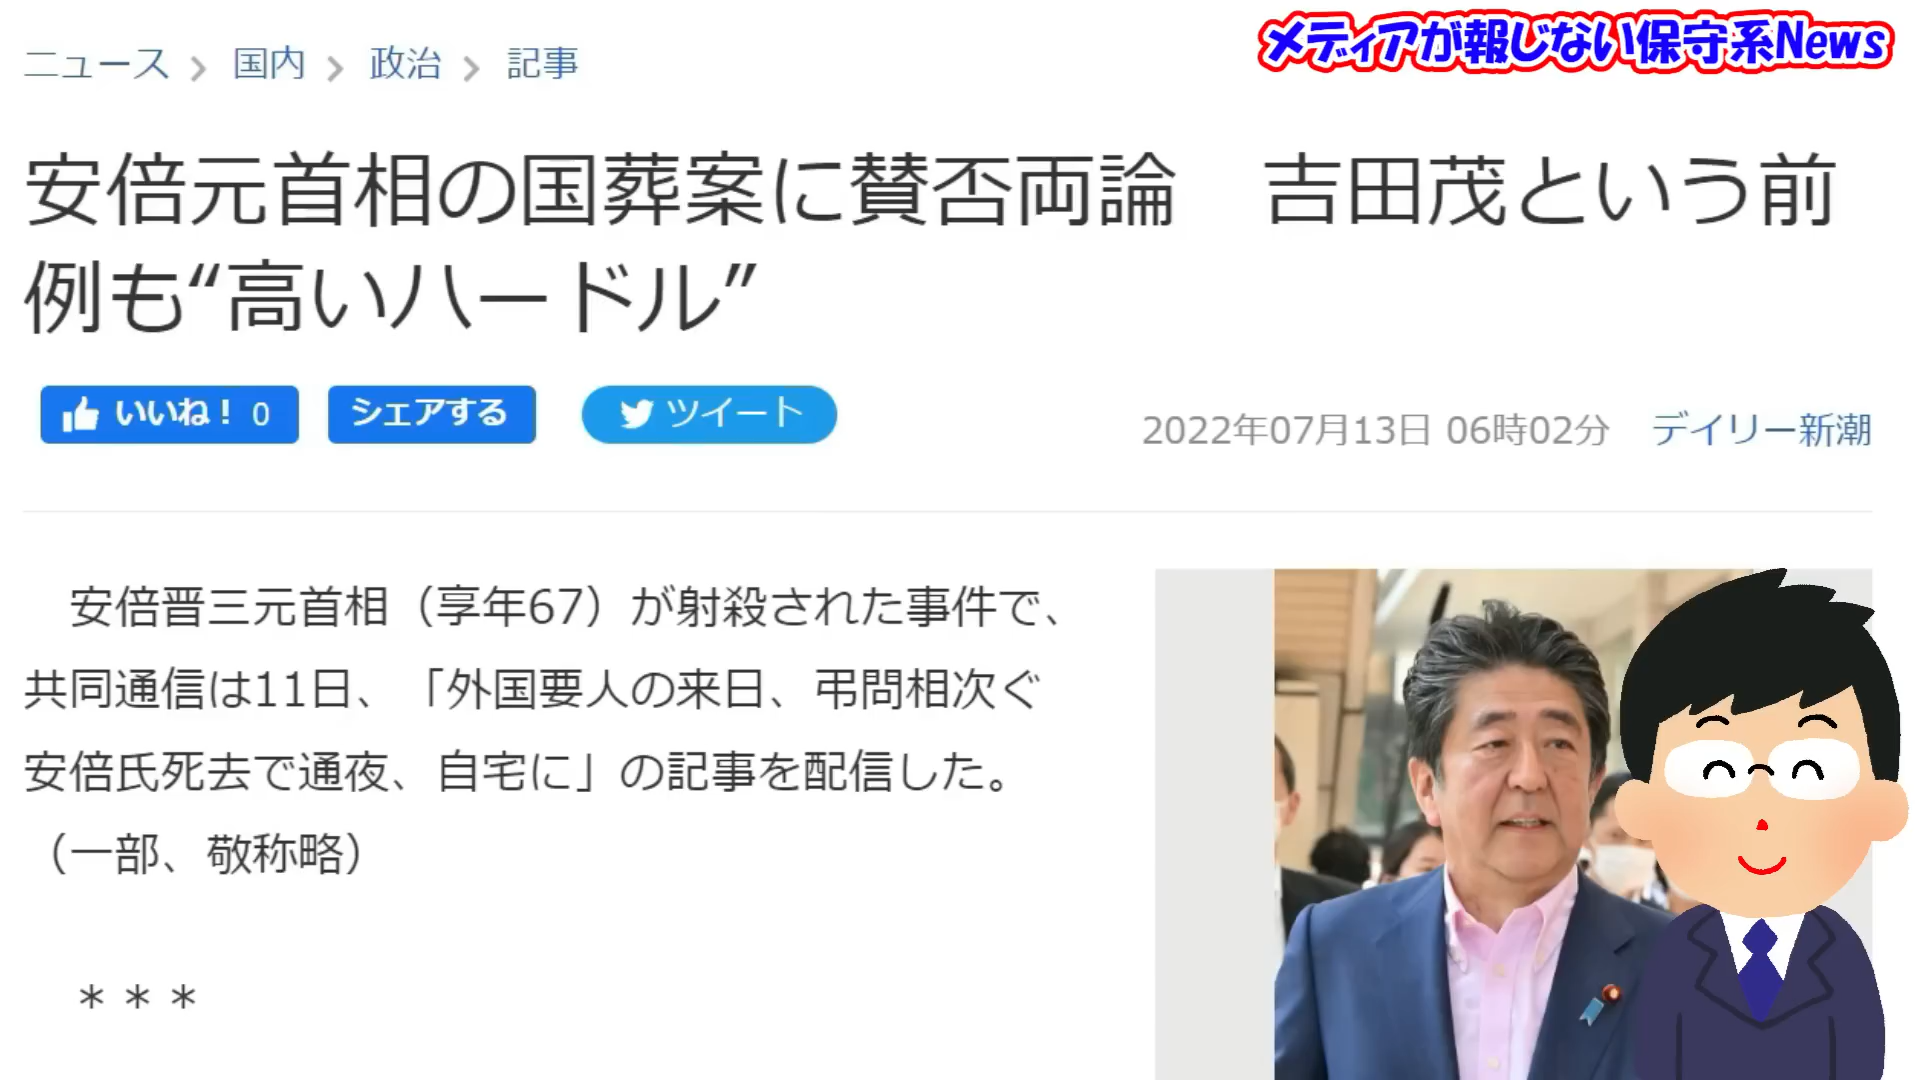 メディアが報じない保守系News
ニュース > 国内 > 政治 > 記事
安倍元首相の国葬案に賛否両論　吉田茂という前
例も“高いハードル”
いいね！ 0
シェアする
ツイート
2022年07月13日 06時02分　デイリー新潮
安倍晋三元首相（享年67）が射殺された事件で、
共同通信は11日、「外国要人の来日、弔問相次ぐ
安倍氏死去で通夜、自宅に」の記事を配信した。
（一部、敬称略）
＊＊＊